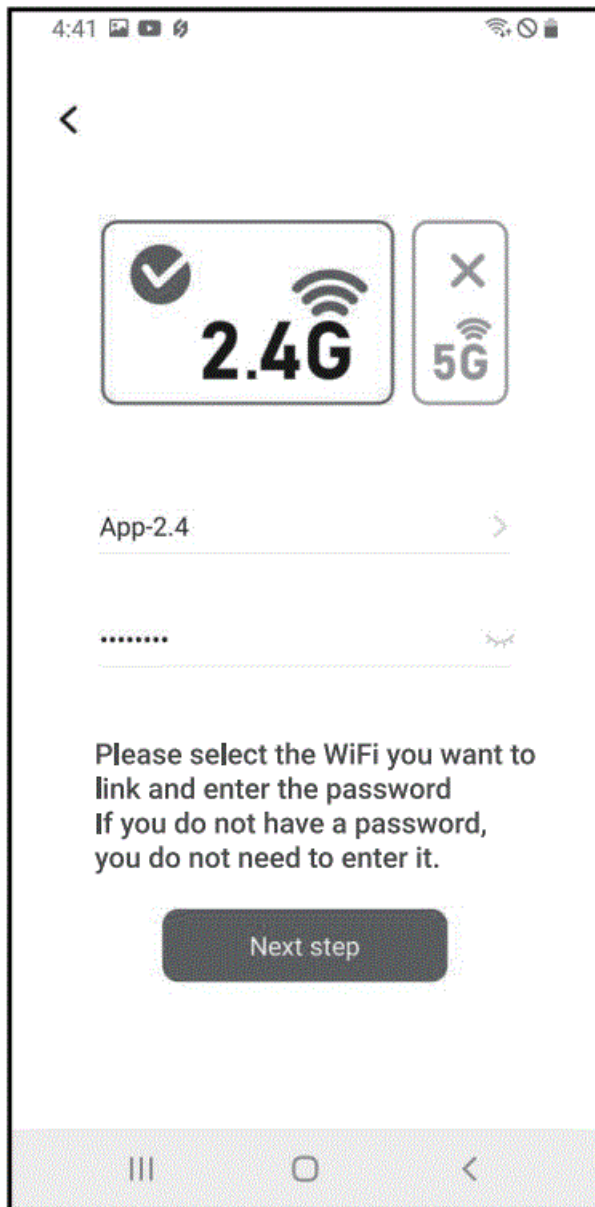 4:41
2.4G
5G
App-2.4
••••••••
Please select the WiFi you want to
link and enter the password
If you do not have a password,
you do not need to enter it.
Next step